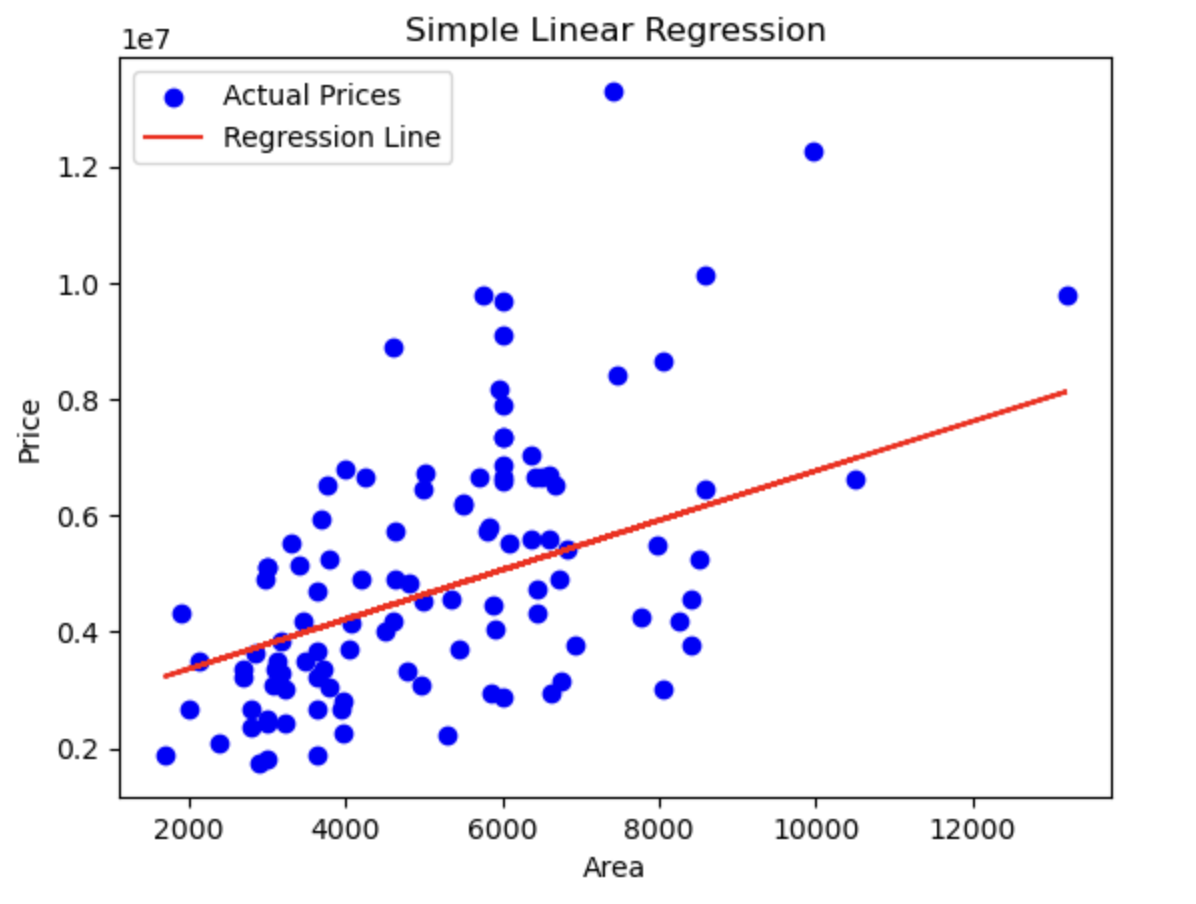 Simple Linear Regression
1e7
Actual Prices
Regression Line
1.2
1.0
0.8
0.6
0.4
0.2
Price
2000 4000 6000 8000 10000 12000
Area